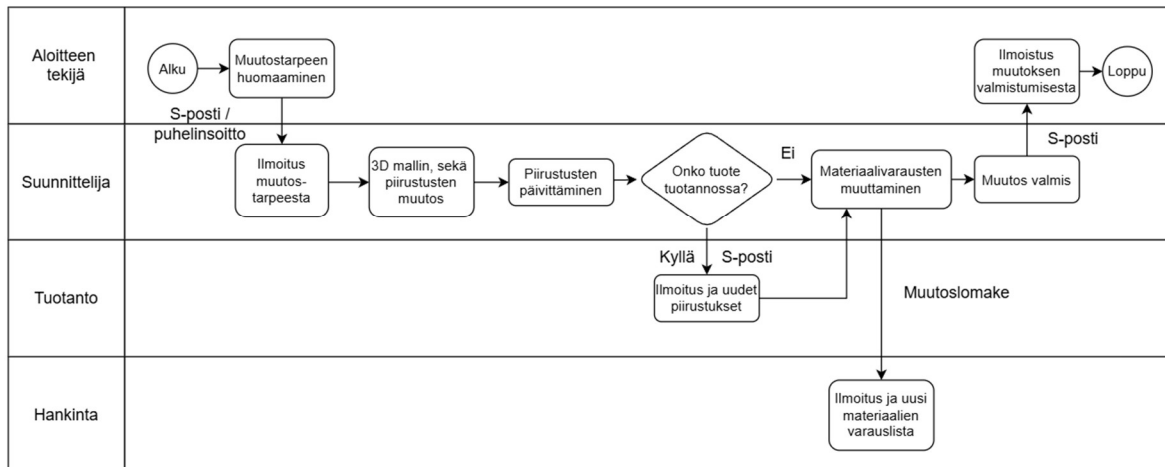 Aloitteen
tekijä
Alku
Muutostarpeen
huomaaminen
Ilmoistus
muutoksen
valmistumisesta
Loppu
S-posti /
puhelinsoitto
S-posti
Suunnittelija
Ilmoitus
muutos-
tarpeesta
3D mallin, sekä
piirustusten
muutos
Piirustusten
päivittäminen
Onko tuote
tuotannossa?
Ei
Materiaalivarausten
muuttaminen
Muutos valmis
Tuotanto
Kyllä
S-posti
Ilmoitus ja uudet
piirustukset
Muutoslomake
Hankinta
Ilmoitus ja uusi
materiaalien
varauslista